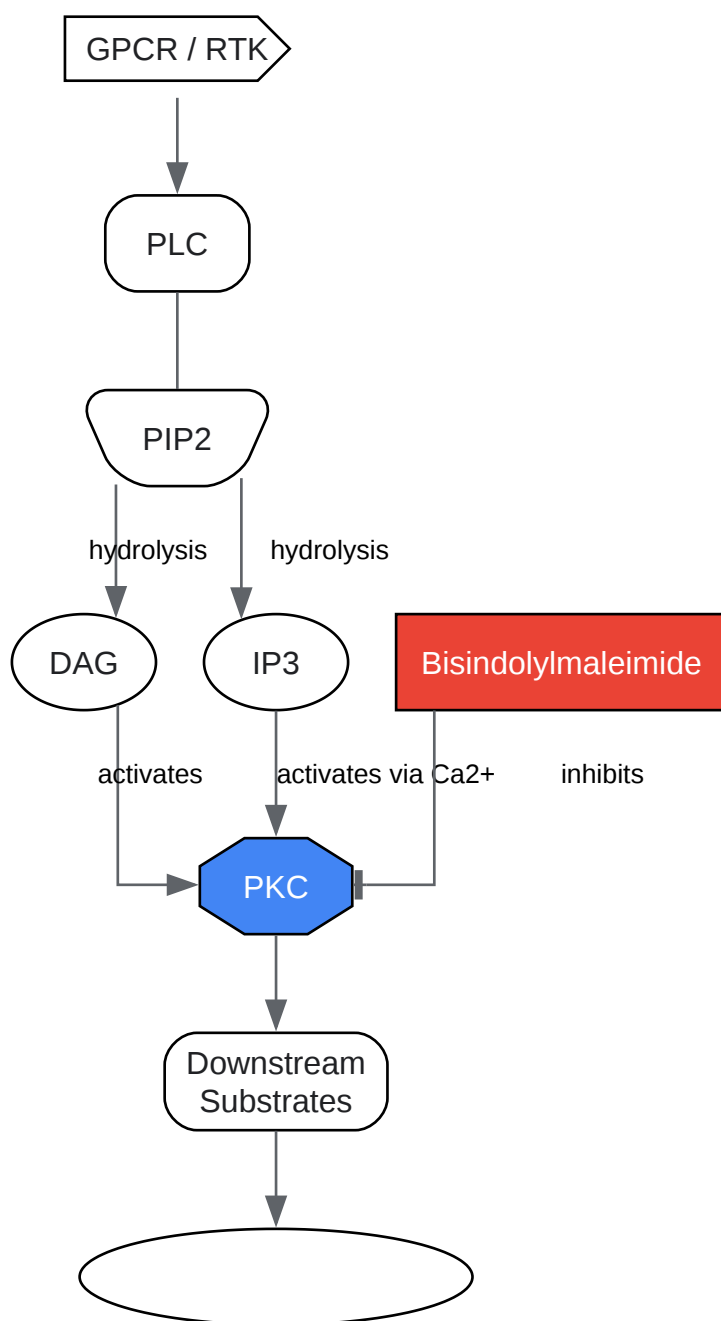 GPCR / RTK
PLC
PIP2
hydrolysis
hydrolysis
DAG
IP3
Bisindolylmaleimide
activates
activates via Ca2+
inhibits
PKC
Downstream
Substrates